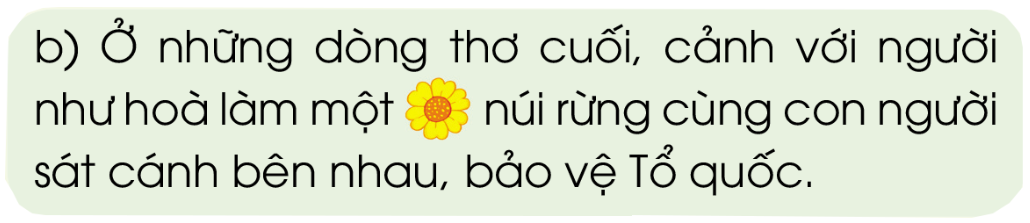 b) Ở những dòng thơ cuối, cảnh với người
như hoà làm một núi rừng cùng con người
sát cánh bên nhau, bảo vệ Tổ quốc.